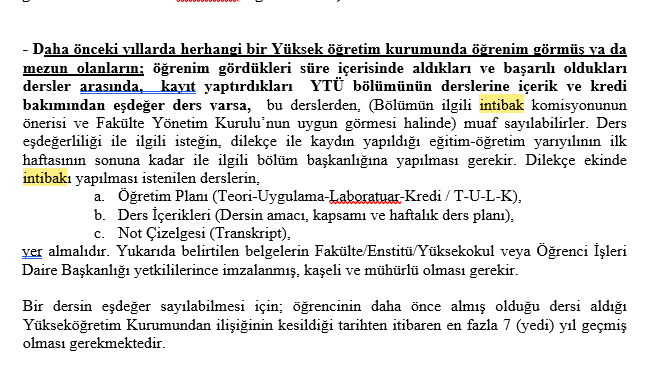 - Daha önceki yıllarda herhangi bir Yüksek öğretim kurumunda öğrenim görmüş ya da
mezun olanların; öğrenim gördükleri süre içerisinde aldıkları ve başarılı oldukları
dersler arasında, kayıt yaptırdıkları YTÜ bölümünün derslerine içerik ve kredi
bakımından eşdeğer ders varsa, bu derslerden, (Bölümün ilgili intibak komisyonunun
önerisi ve Fakülte Yönetim Kurulu'nun uygun görmesi halinde) muaf sayılabilirler. Ders
eşdeğerliliği ile ilgili isteğin, dilekçe ile kaydın yapıldığı eğitim-öğretim yarıyılının ilk
haftasının sonuna kadar ile ilgili bölüm başkanlığına yapılması gerekir. Dilekçe ekinde
intibakı yapılması istenilen derslerin,
a. Öğretim Planı (Teori-Uygulama-Laboratuar-Kredi / T-U-L-K),
b. Ders İçerikleri (Dersin amacı, kapsamı ve haftalık ders planı),
c. Not Çizelgesi (Transkript),
yer almalıdır. Yukarıda belirtilen belgelerin Fakülte/Enstitü/Yüksekokul veya Öğrenci İşleri
Daire Başkanlığı yetkililerince imzalanmış, kaşeli ve mühürlü olması gerekir.
Bir dersin eşdeğer sayılabilmesi için; öğrencinin daha önce almış olduğu dersi aldığı
Yükseköğretim Kurumundan ilişiğinin kesildiği tarihten itibaren en fazla 7 (yedi) yıl geçmiş
olması gerekmektedir.